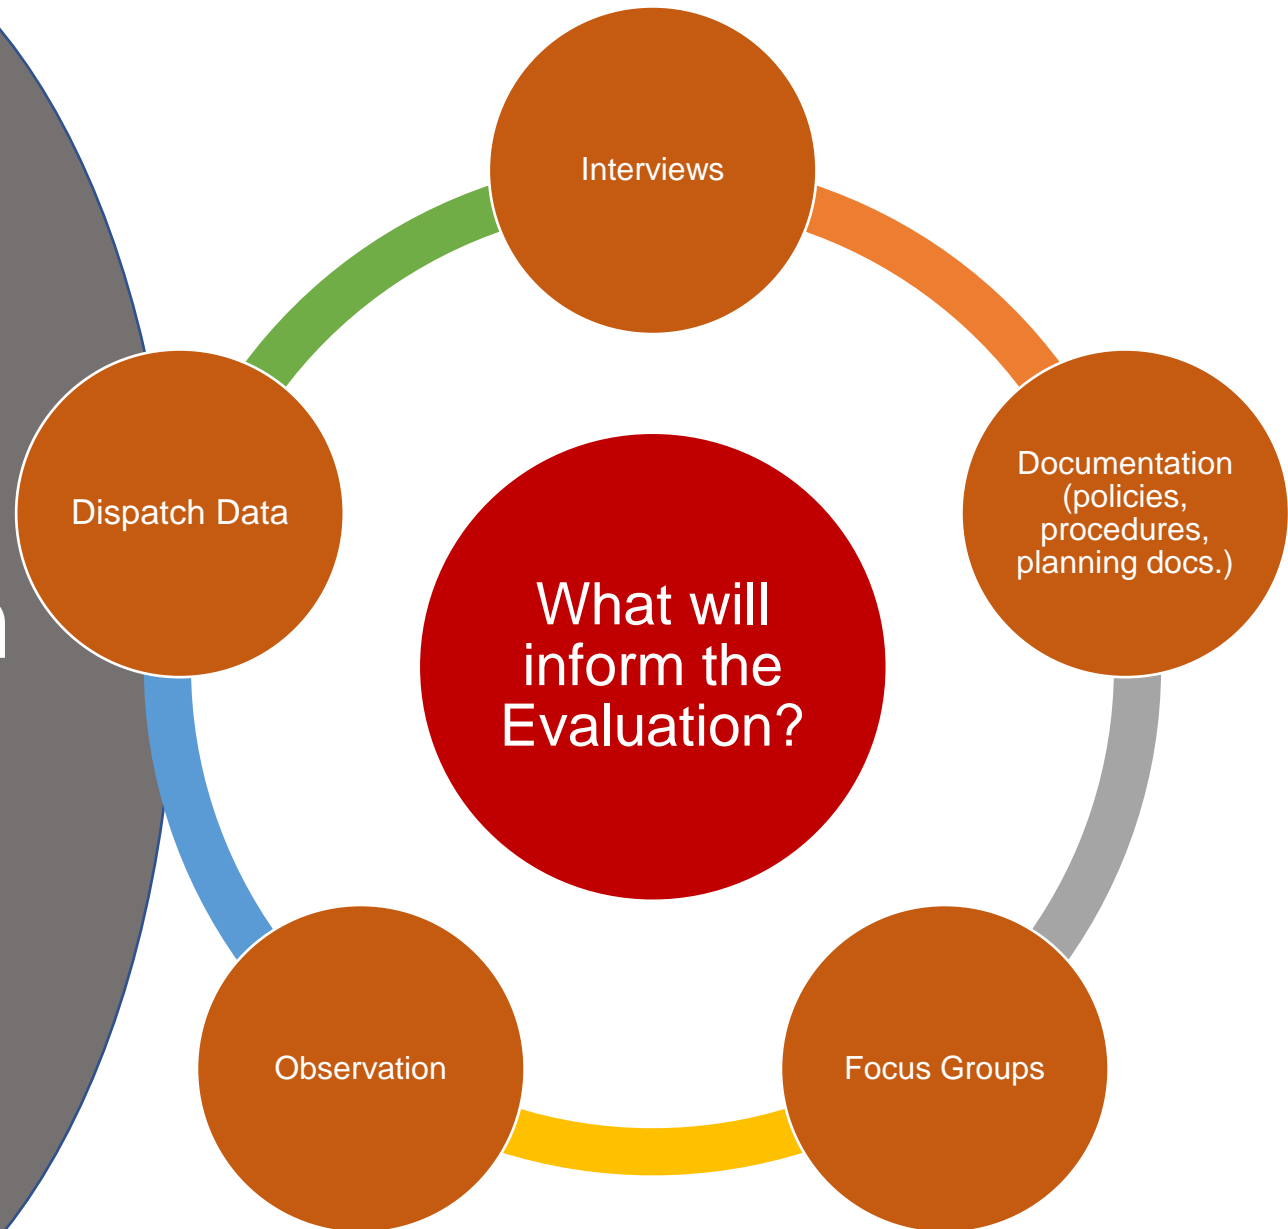 Interviews
Documentation
(policies,
procedures,
planning docs.)
Dispatch Data
What will
inform the
Evaluation?
Observation
Focus Groups